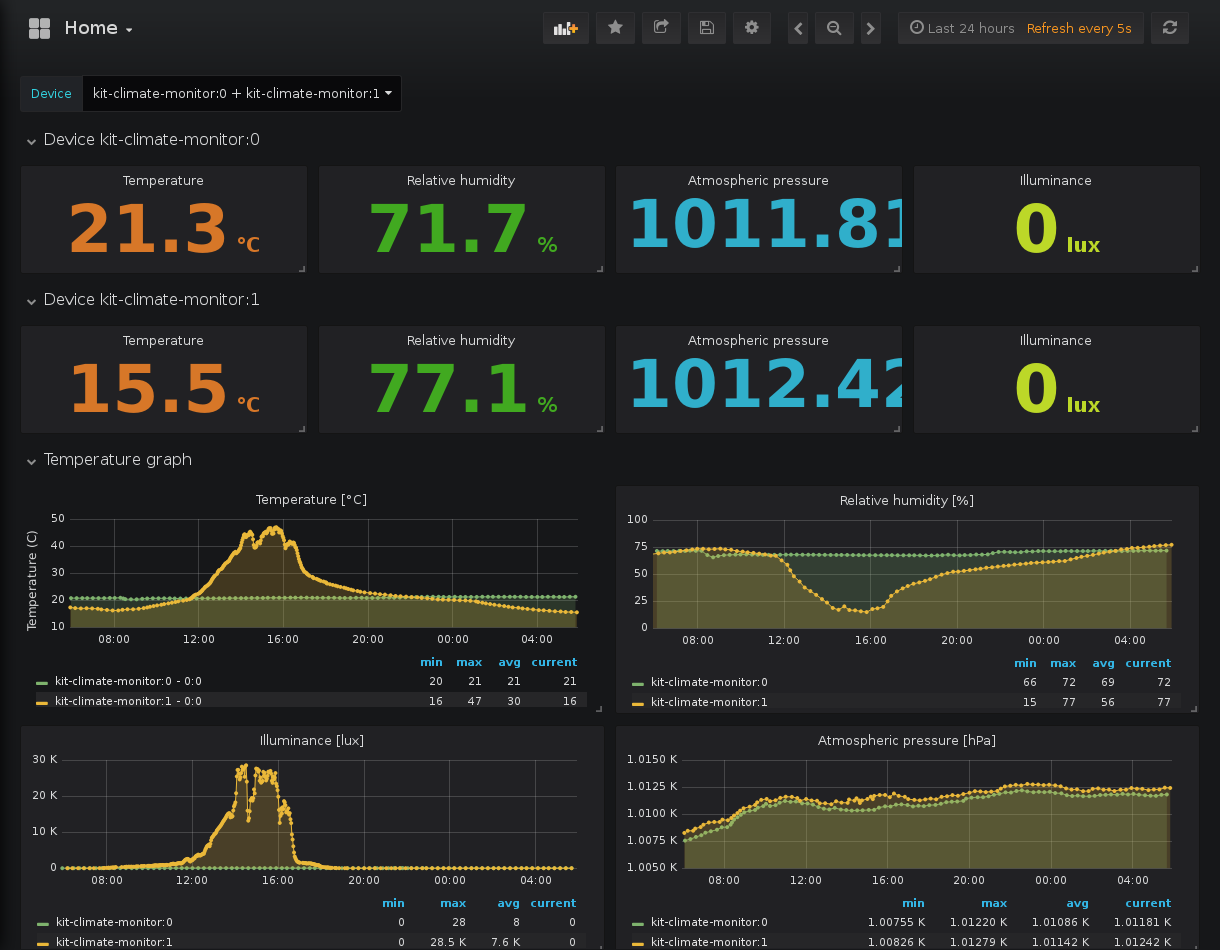 Home
Last 24 hours Refresh every 5s
Device kit-climate-monitor:0 + kit-climate-monitor:1
Device kit-climate-monitor:0
Temperature Relative humidity Atmospheric pressure Illuminance
21.3 °C 71.7 % 1011.81 0 lux
Device kit-climate-monitor:1
Temperature Relative humidity Atmospheric pressure Illuminance
15.5 °C 77.1 % 1012.42 0 lux
Temperature graph
Temperature [°C]
Temperature (C)
50
40
30
20
10
08:00 12:00 16:00 20:00 00:00 04:00
min max avg current
kit-climate-monitor:0 - 0:0 20 21 21 21
kit-climate-monitor:1 - 0:0 16 47 30 16
Relative humidity [%]
100
75
50
25
0
08:00 12:00 16:00 20:00 00:00 04:00
min max avg current
kit-climate-monitor:0 66 72 69 72
kit-climate-monitor:1 15 77 56 77
Illuminance [lux]
30 K
20 K
10 K
0
08:00 12:00 16:00 20:00 00:00 04:00
min max avg current
kit-climate-monitor:0 0 28 8 0
kit-climate-monitor:1 0 28.5 K 7.6 K 0
Atmospheric pressure [hPa]
1.0150 K
1.0125 K
1.0100 K
1.0075 K
1.0050 K
08:00 12:00 16:00 20:00 00:00 04:00
min max avg current
kit-climate-monitor:0 1.00755 K 1.01220 K 1.01086 K 1.01181 K
kit-climate-monitor:1 1.00826 K 1.01279 K 1.01142 K 1.01242 K